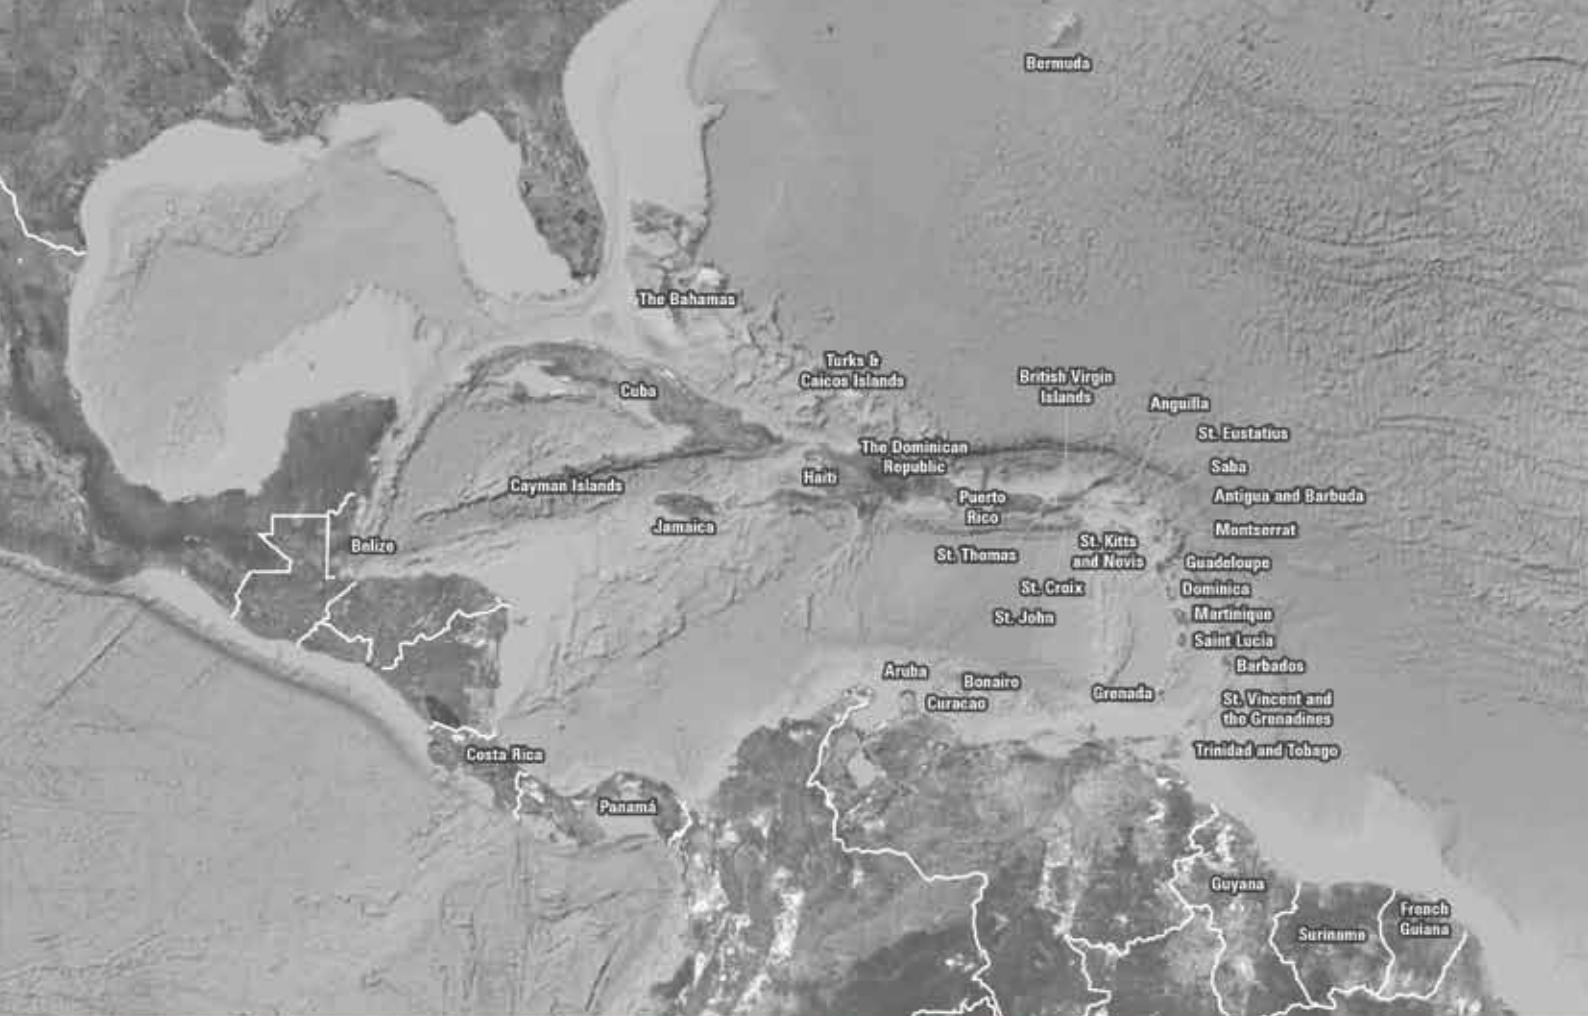 Bermuda
The Bahamas
Turks &
Caicos Islands
British Virgin
Islands
Cuba
Anguilla
St. Eustatius
The Dominican
Republic
Saba
Haiti
Cayman Islands
Puerto
Rico
Antigua and Barbuda
Jamaica
Montserrat
Belize
St. Thomas
St. Kitts
and Nevis
Guadeloupe
St. Croix
Dominica
St. John
Martinique
Saint Lucia
Barbados
Aruba
Bonaire
Curacao
Grenada
St. Vincent and
the Grenadines
Trinidad and Tobago
Costa Rica
Panamá
Guyana
French
Guiana
Suriname